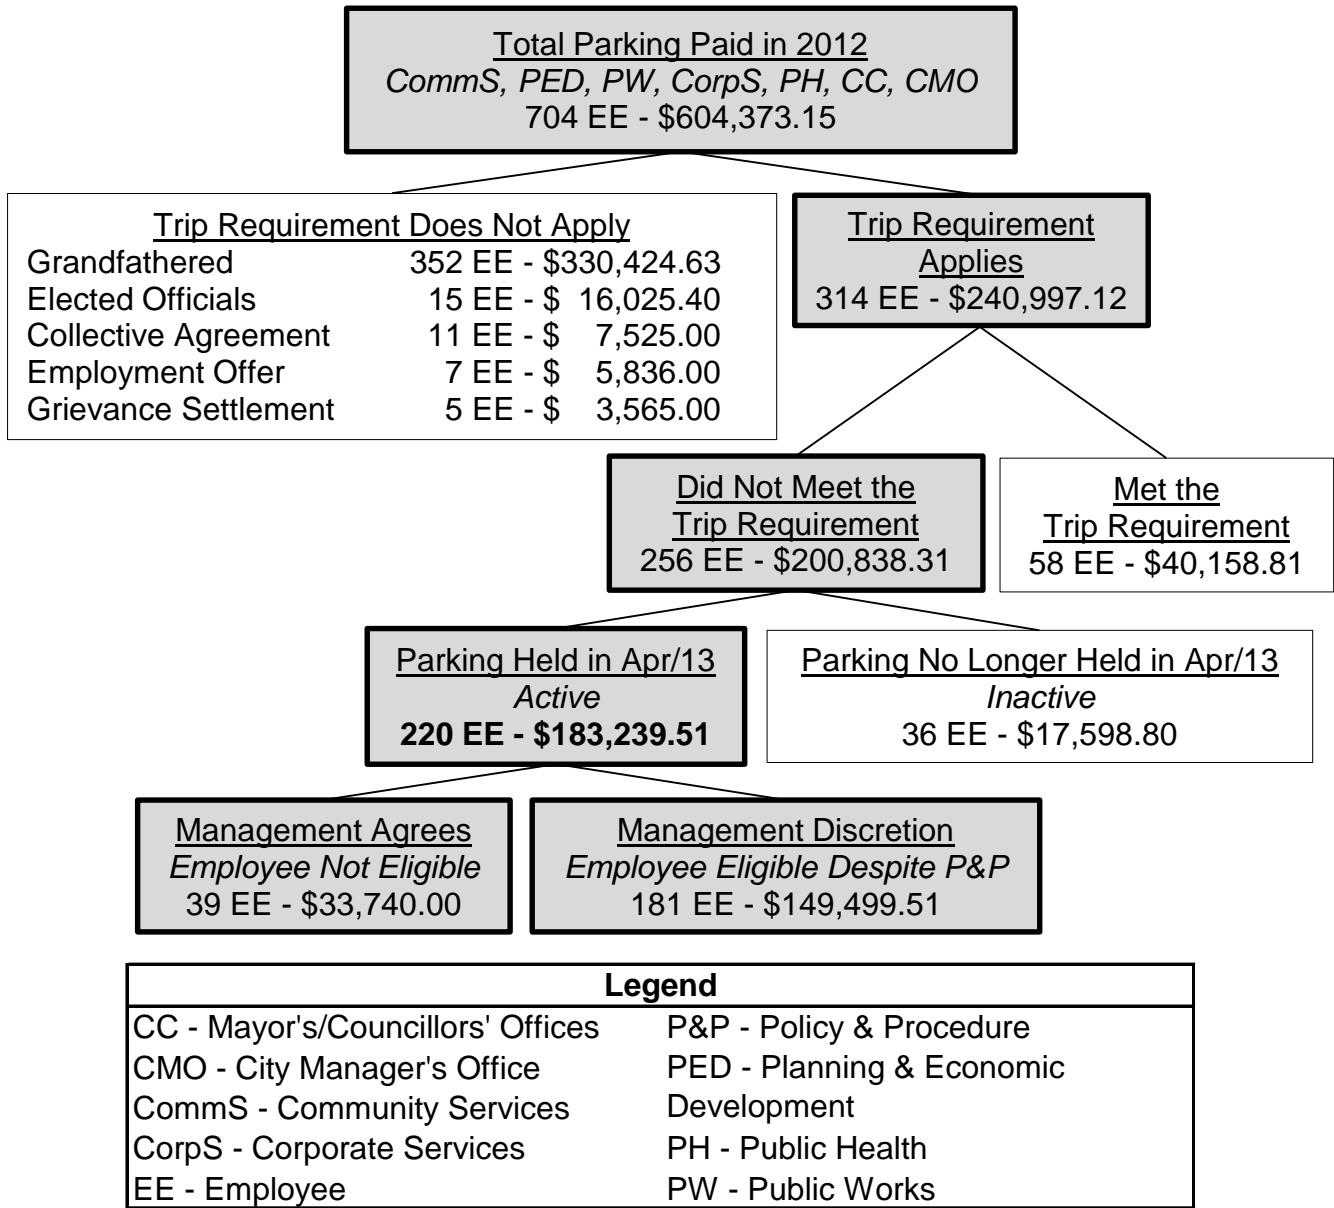 Total Parking Paid in 2012
CommS, PED, PW, CorpS, PH, CC, CMO
704 EE - $604,373.15
Trip Requirement Does Not Apply
Grandfathered 352 EE - $330,424.63
Elected Officials 15 EE - $ 16,025.40
Collective Agreement 11 EE - $ 7,525.00
Employment Offer 7 EE - $ 5,836.00
Grievance Settlement 5 EE - $ 3,565.00
Trip Requirement
Applies
314 EE - $240,997.12
Did Not Meet the
Trip Requirement
256 EE - $200,838.31
Met the
Trip Requirement
58 EE - $40,158.81
Parking Held in Apr/13
Active
220 EE - $183,239.51
Parking No Longer Held in Apr/13
Inactive
36 EE - $17,598.80
Management Agrees
Employee Not Eligible
39 EE - $33,740.00
Management Discretion
Employee Eligible Despite P&P
181 EE - $149,499.51
Legend
CC - Mayor's/Councillors' Offices
CMO - City Manager's Office
CommS - Community Services
CorpS - Corporate Services
EE - Employee
P&P - Policy & Procedure
PED - Planning & Economic
Development
PH - Public Health
PW - Public Works